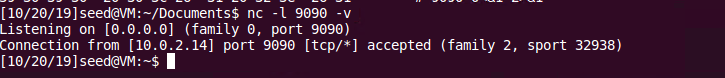 [10/20/19]seed@VM:~/Documents$ nc -l 9090 -v
Listening on [0.0.0.0] (family 0, port 9090)
Connection from [10.0.2.14] port 9090 [tcp/*] accepted (family 2, sport 32938)
[10/20/19]seed@VM:~$